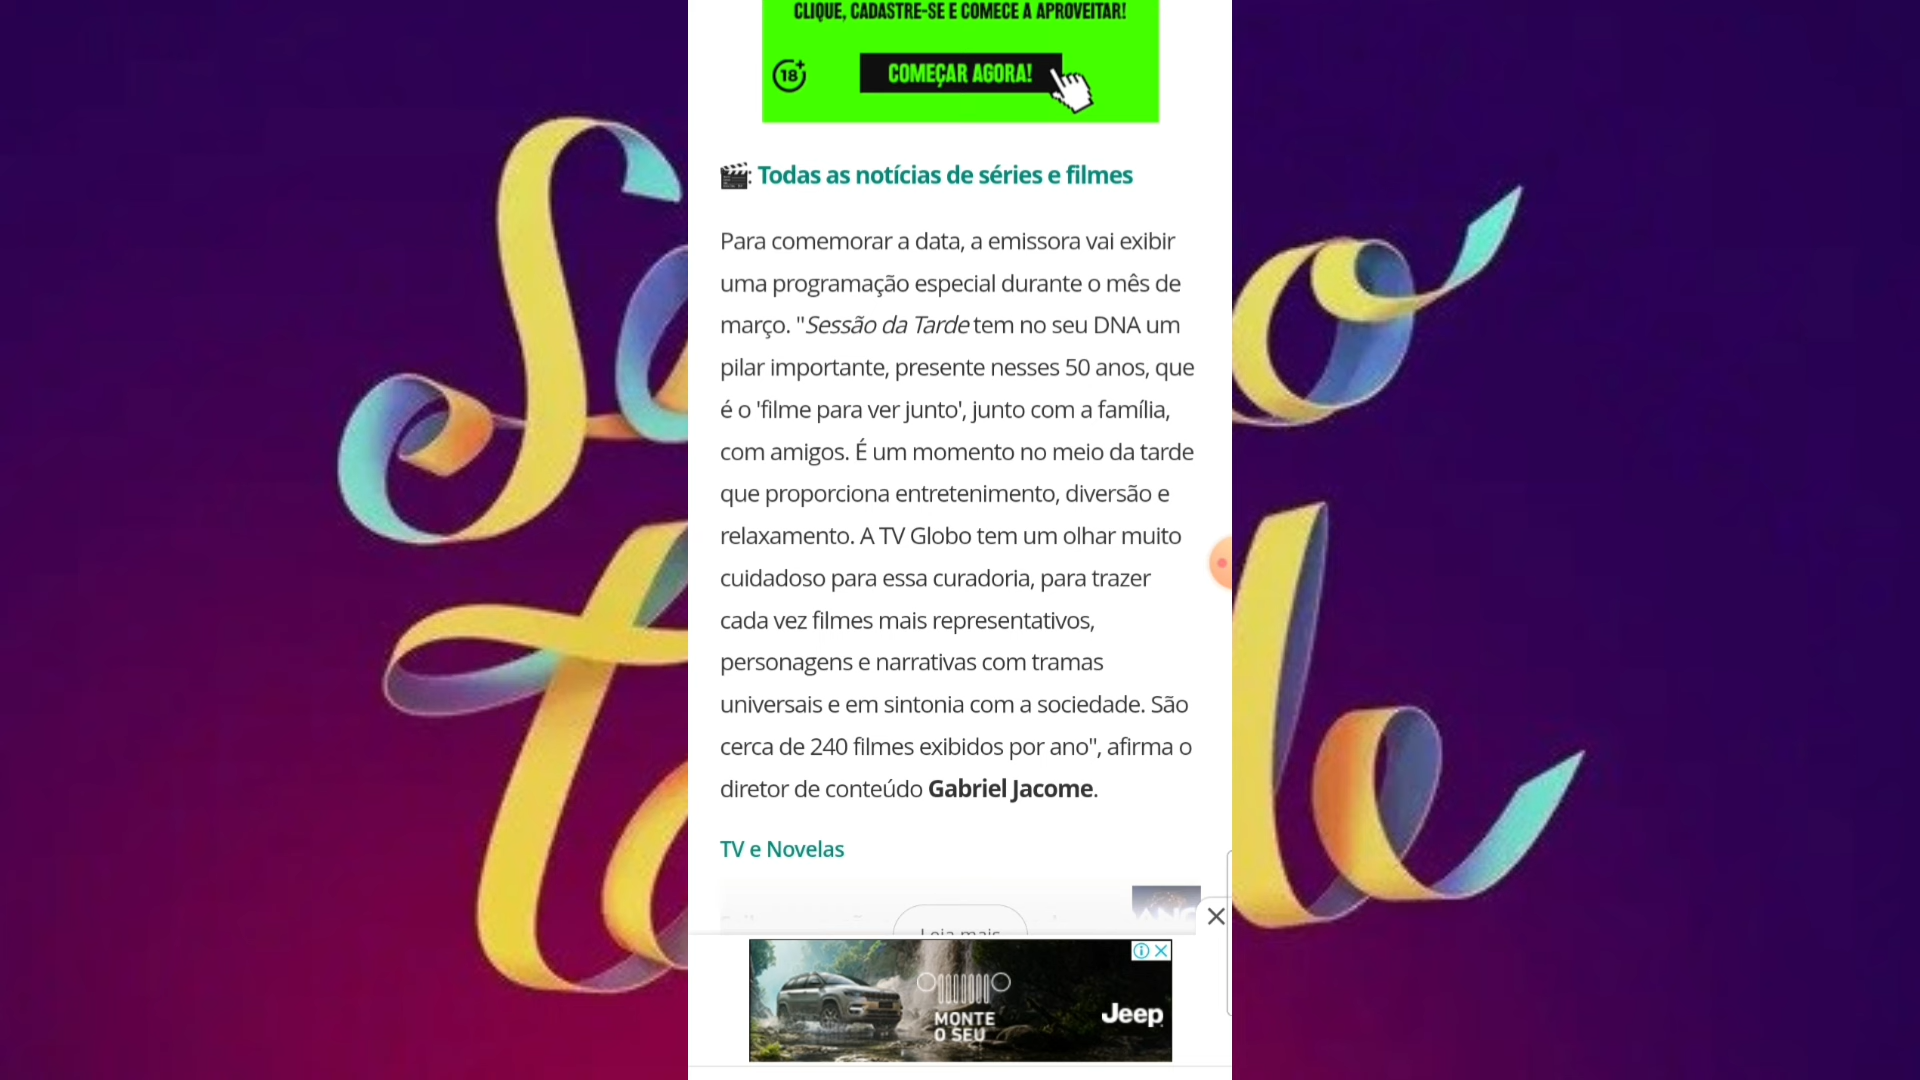 CLIQUE, CADASTRE-SE E COMECE A APROVEITAR!
18+
COMEÇAR AGORA!
🎬: Todas as notícias de séries e filmes
Para comemorar a data, a emissora vai exibir
uma programação especial durante o mês de
março. "Sessão da Tarde tem no seu DNA um
pilar importante, presente nesses 50 anos, que
é o 'filme para ver junto', junto com a família,
com amigos. É um momento no meio da tarde
que proporciona entretenimento, diversão e
relaxamento. A TV Globo tem um olhar muito
cuidadoso para essa curadoria, para trazer
cada vez filmes mais representativos,
personagens e narrativas com tramas
universais e em sintonia com a sociedade. São
cerca de 240 filmes exibidos por ano", afirma o
diretor de conteúdo Gabriel Jacome.
TV e Novelas
Leia mais
MONTE
O SEU
Jeep